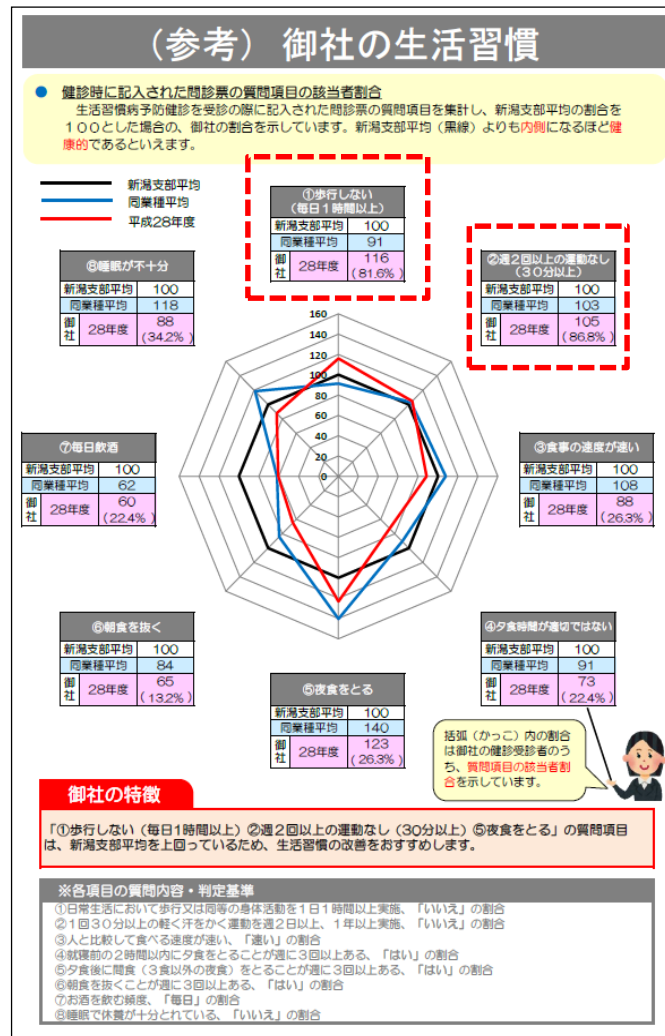 (参考) 御社の生活習慣
● 健診時に記入された問診票の質問項目の該当者割合
生活習慣病予防健診を受診の際に記入された問診票の質問項目を集計し、新潟支部平均の割合を
100とした場合の、御社の割合を示しています。新潟支部平均(黒線)よりも内側になるほど健
康的であるといえます。
新潟支部平均
同業種平均
平成28年度
①歩行しない
(毎日1時間以上)
新潟支部平均 100
同業種平均 91
御社 28年度 116
(81.6%)
②週2回以上の運動なし
(30分以上)
新潟支部平均 100
同業種平均 103
御社 28年度 105
(86.8%)
⑧睡眠が不十分
新潟支部平均 100
同業種平均 118
御社 28年度 88
(34.2%)
160
140
120
100
80
60
40
20
0
⑦毎日飲酒
新潟支部平均 100
同業種平均 62
御社 28年度 60
(22.4%)
③食事の速度が速い
新潟支部平均 100
同業種平均 108
御社 28年度 88
(26.3%)
⑥朝食を抜く
新潟支部平均 100
同業種平均 84
御社 28年度 65
(13.2%)
④夕食時間が適切ではない
新潟支部平均 100
同業種平均 91
御社 28年度 73
(22.4%)
⑤夜食をとる
新潟支部平均 100
同業種平均 140
御社 28年度 123
(26.3%)
括弧(かっこ)内の割合
は御社の健診受診者のう
ち、質問項目の該当者割
合を示しています。
御社の特徴
「①歩行しない(毎日1時間以上)②週2回以上の運動なし(30分以上)⑤夜食をとる」の質問項目
は、新潟支部平均を上回っているため、生活習慣の改善をおすすめします。
※各項目の質問内容・判定基準
①日常生活において歩行又は同等の身体活動を1日1時間以上実施、「いいえ」の割合
②1回30分以上の軽く汗をかく運動を週2日以上、1年以上実施、「いいえ」の割合
③人と比較して食べる速度が速い、「速い」の割合
④就寝前の2時間以内に夕食をとることが週に3回以上ある、「はい」の割合
⑤夕食後に間食(3食以外の夜食)をとることが週に3回以上ある、「はい」の割合
⑥朝食を抜くことが週に3回以上ある、「はい」の割合
⑦お酒を飲む頻度、「毎日」の割合
⑧睡眠で休養が十分とれている、「いいえ」の割合